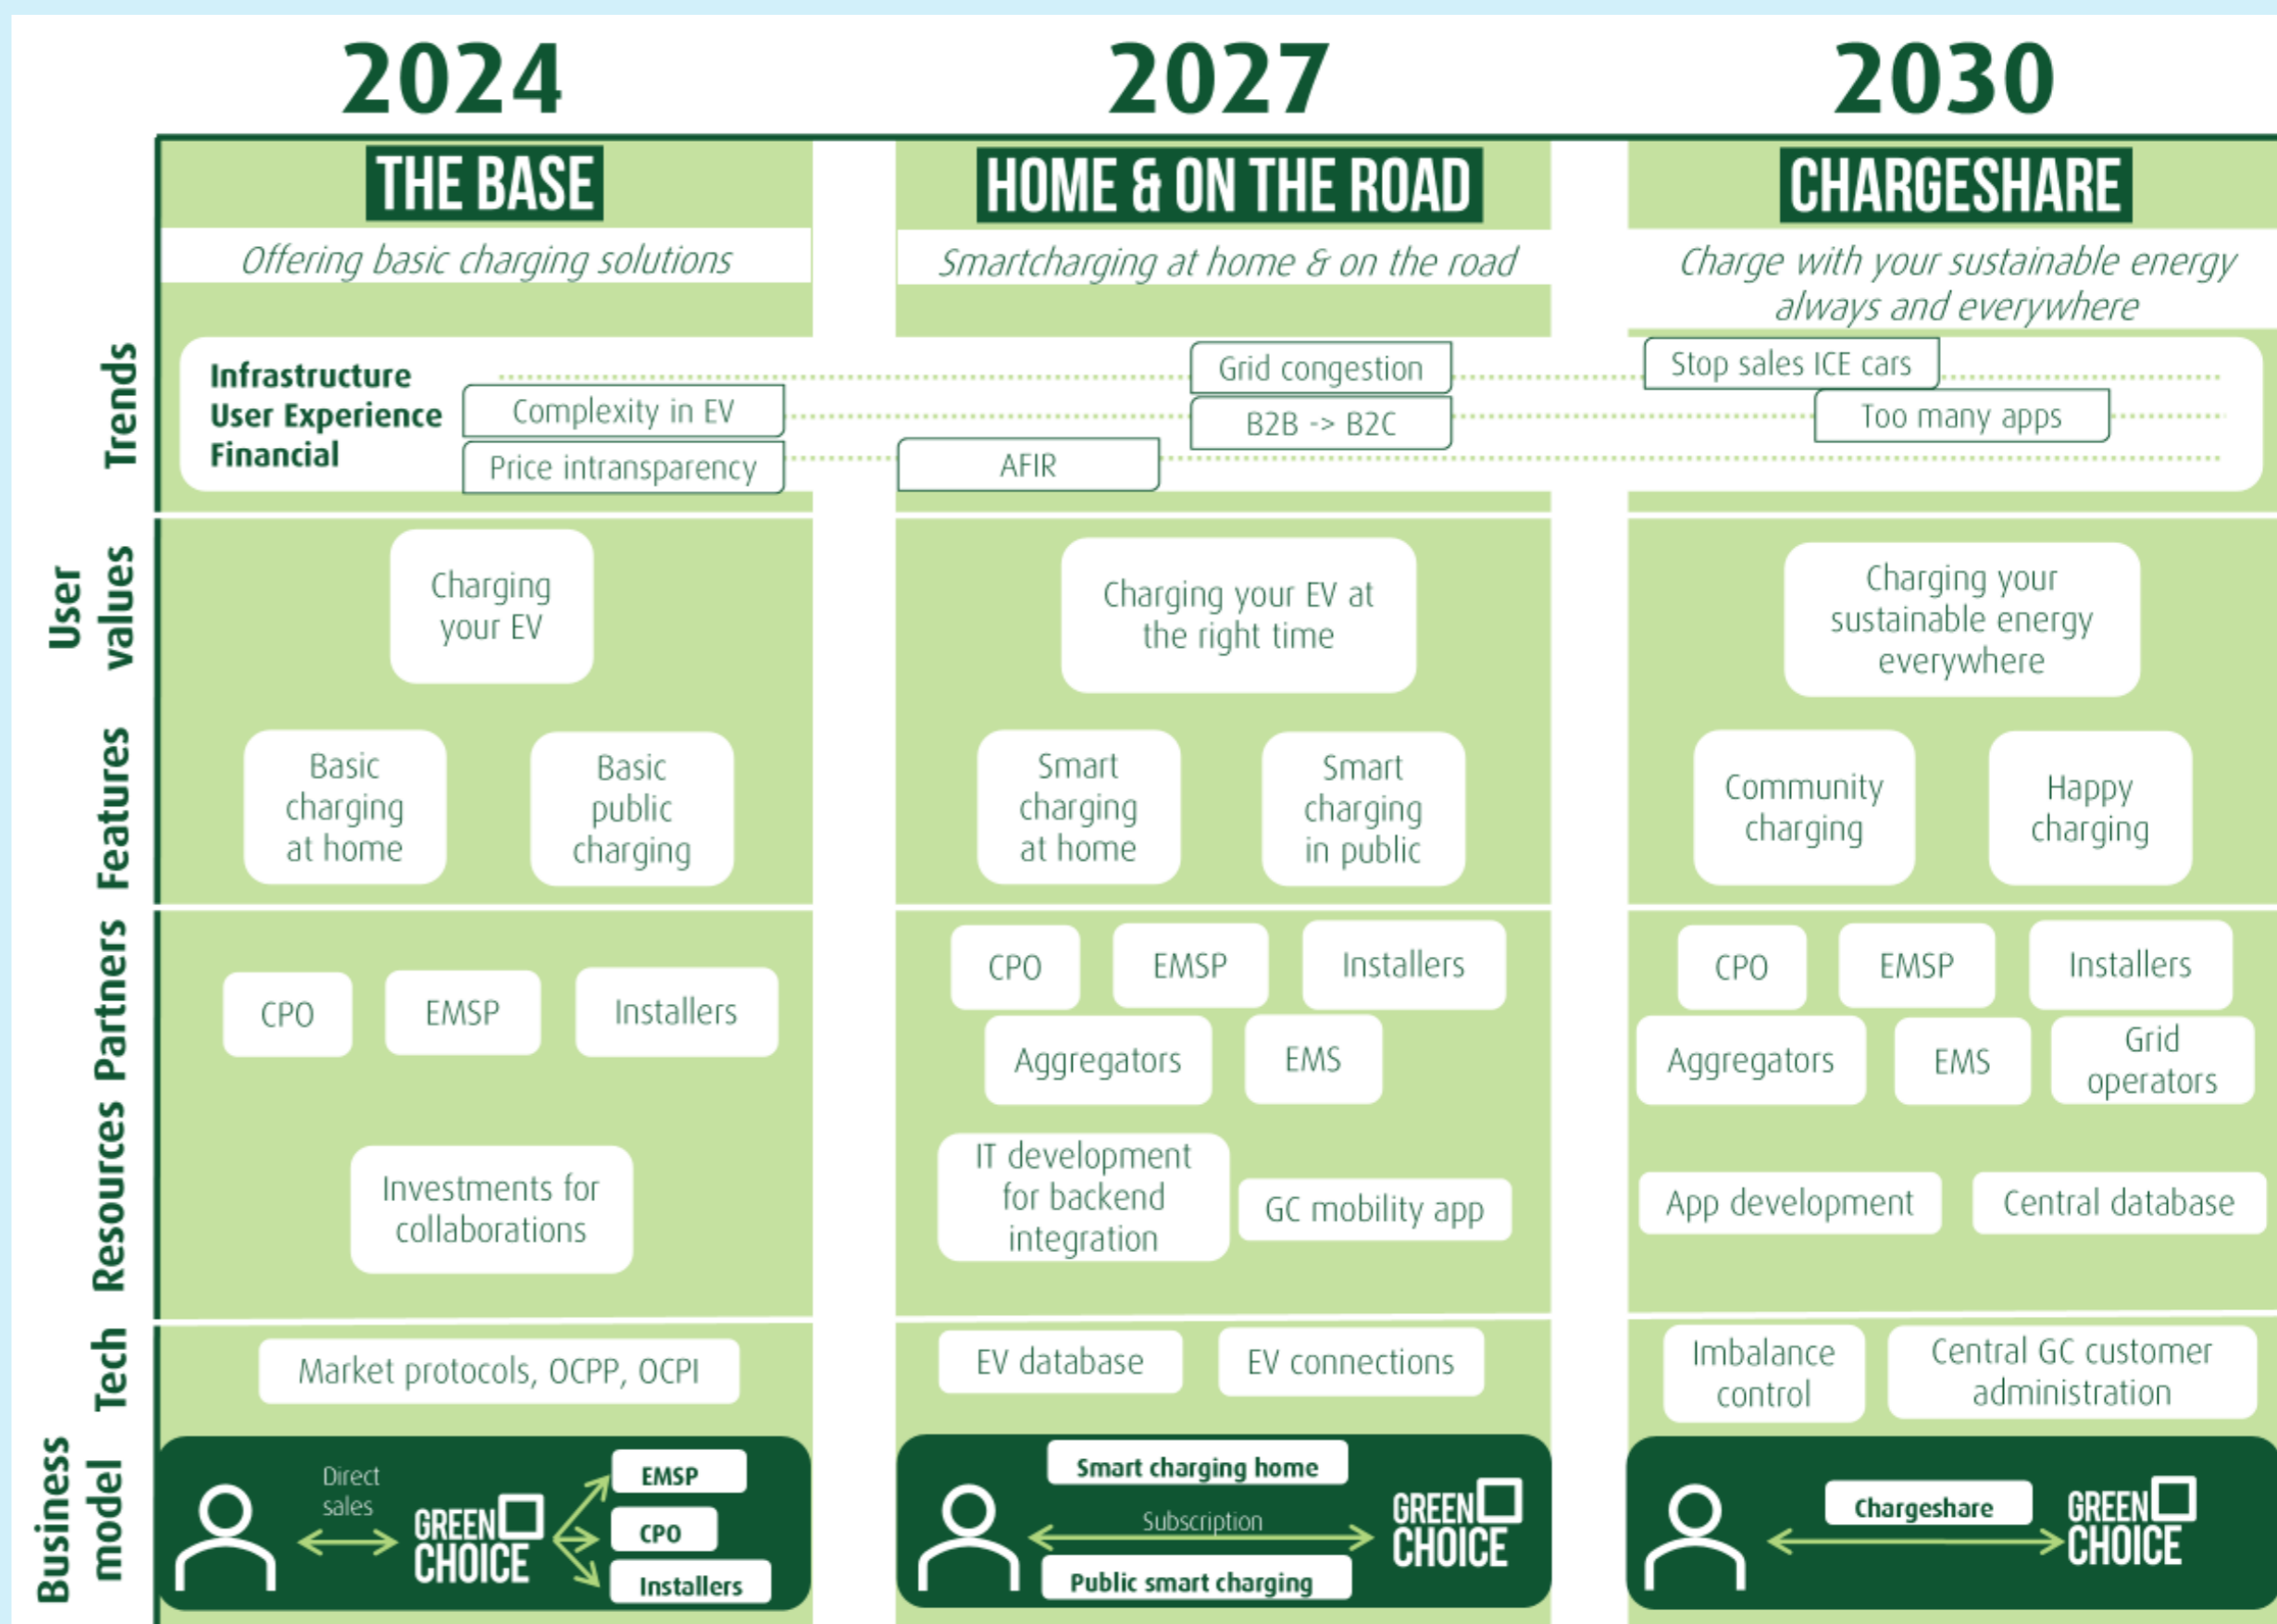 2024
2027
2030
THE BASE
HOME & ON THE ROAD
CHARGESHARE
Offering basic charging solutions
Smartcharging at home & on the road
Charge with your sustainable energy
always and everywhere
Trends
Infrastructure
User Experience
Financial
Complexity in EV
Price intransparency
Grid congestion
B2B -> B2C
AFIR
Stop sales ICE cars
Too many apps
User
values
Charging
your EV
Charging your EV at
the right time
Charging your
sustainable energy
everywhere
Features
Basic
charging
at home
Basic
public
charging
Smart
charging
at home
Smart
charging
in public
Community
charging
Happy
charging
Partners
CPO
EMSP
Installers
CPO
EMSP
Installers
Aggregators
EMS
CPO
EMSP
Installers
Aggregators
EMS
Grid
operators
Resources
Investments for
collaborations
IT development
for backend
integration
GC mobility app
App development
Central database
Tech
Market protocols, OCPP, OCPI
EV database
EV connections
Imbalance
control
Central GC customer
administration
Business
model
Direct
sales
GREEN
CHOICE
EMSP
CPO
Installers
Smart charging home
Subscription
Public smart charging
GREEN
CHOICE
Chargeshare
GREEN
CHOICE